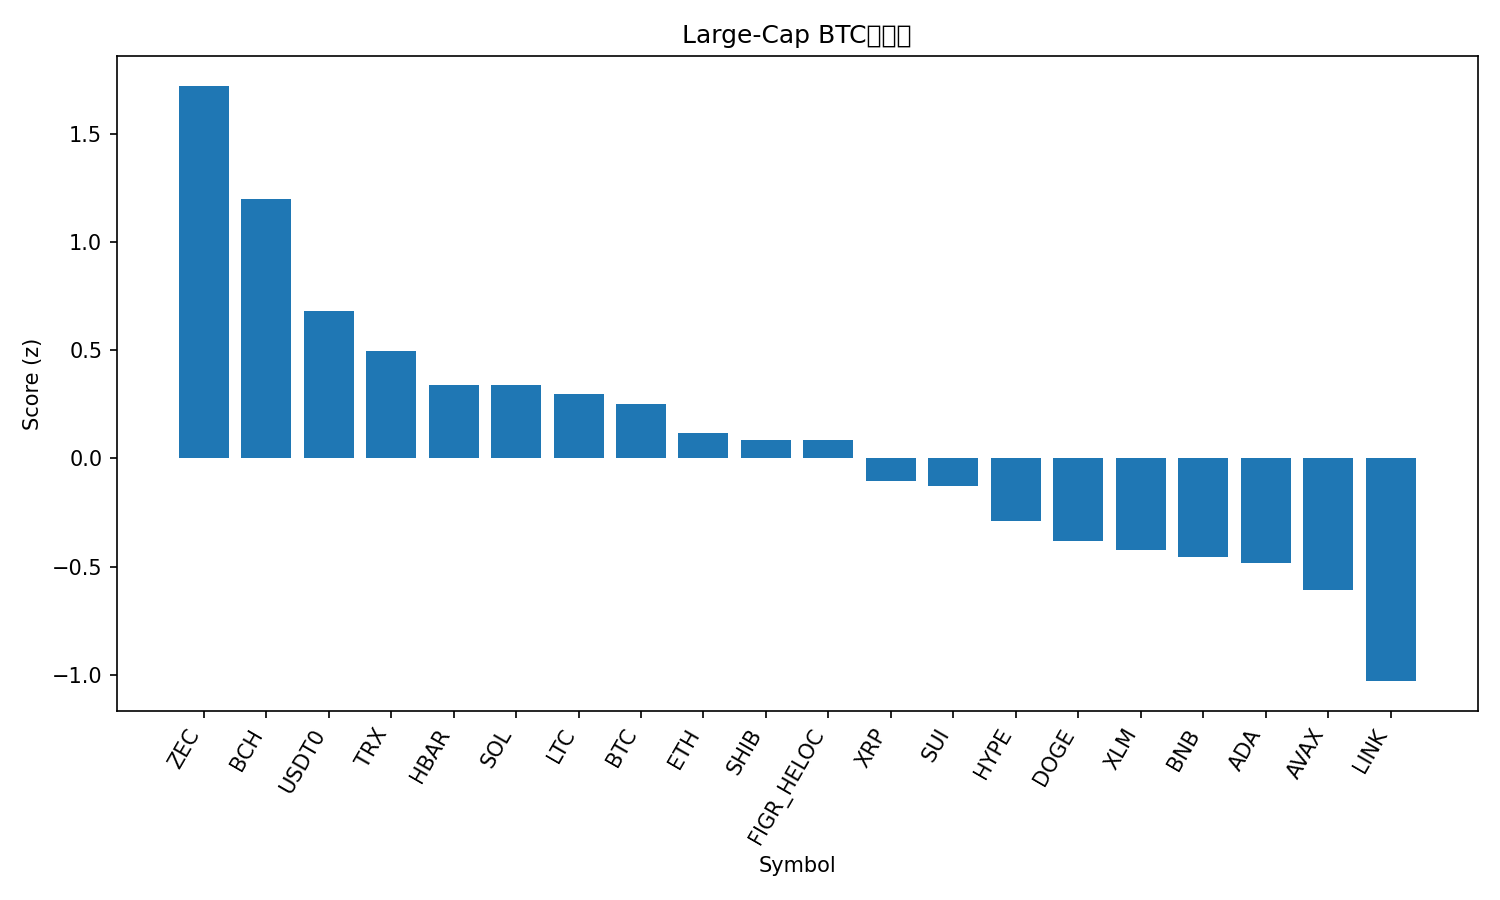 Large-Cap BTC
1.5
1.0
0.5
0.0
−0.5
−1.0
Score (z)
ZEC
BCH
USDT0
TRX
HBAR
SOL
LTC
BTC
ETH
SHIB
FIGR_HELOC
XRP
SUI
HYPE
DOGE
XLM
BNB
ADA
AVAX
LINK
Symbol